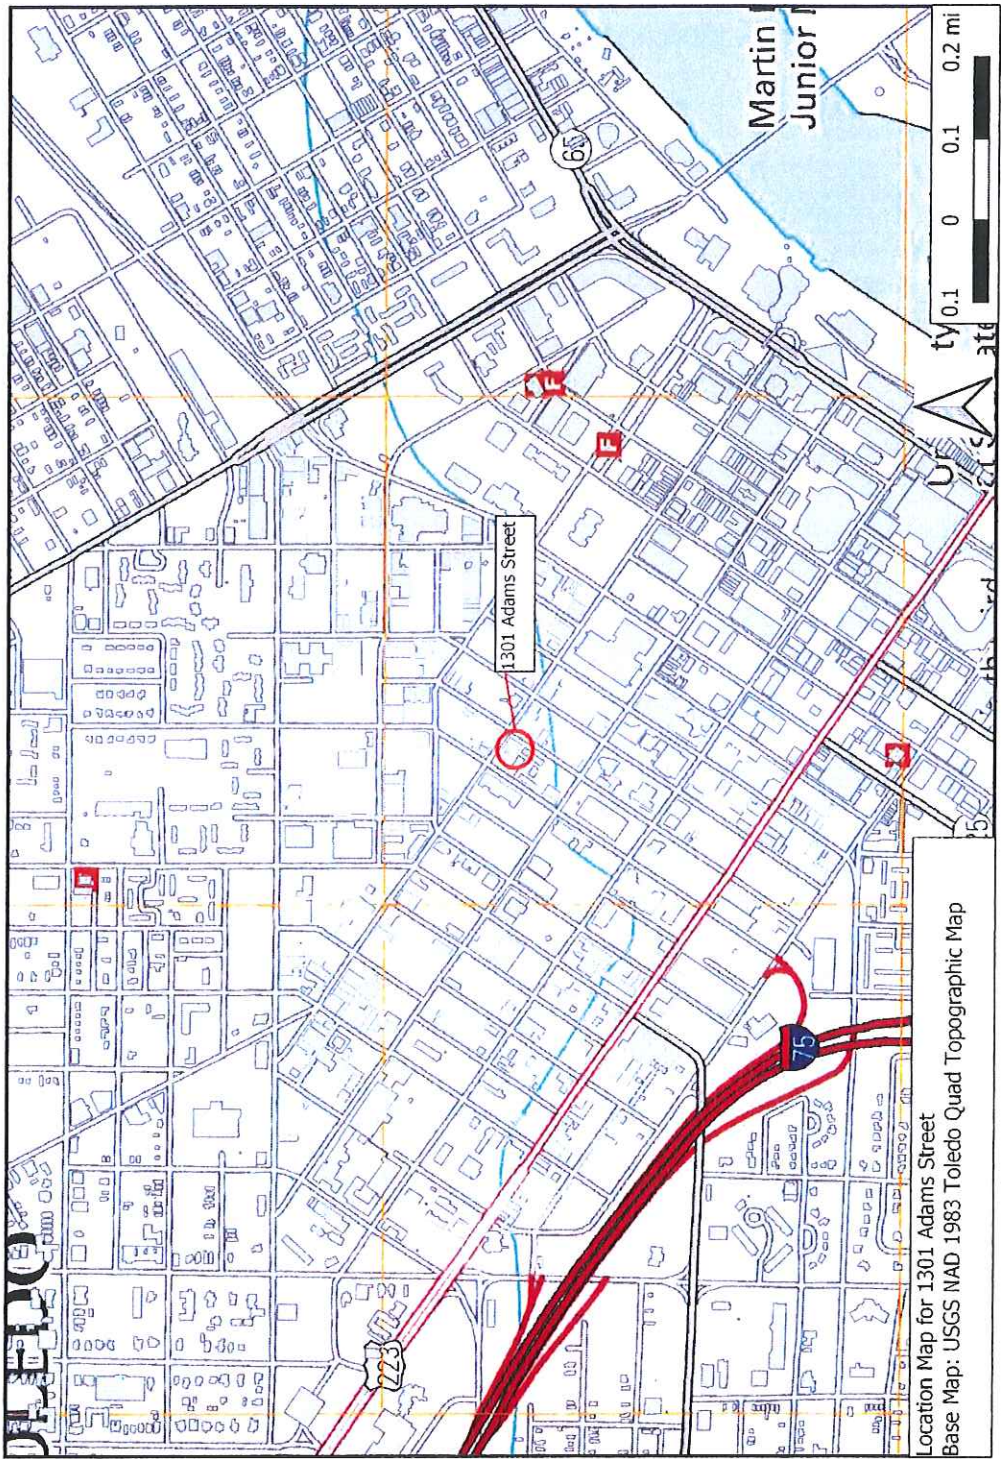 65
Martin
Junior
F
F
1301 Adams Street
75
223
0.1 0 0.1 0.2 mi
Location Map for 1301 Adams Street
Base Map: USGS NAD 1983 Toledo Quad Topographic Map